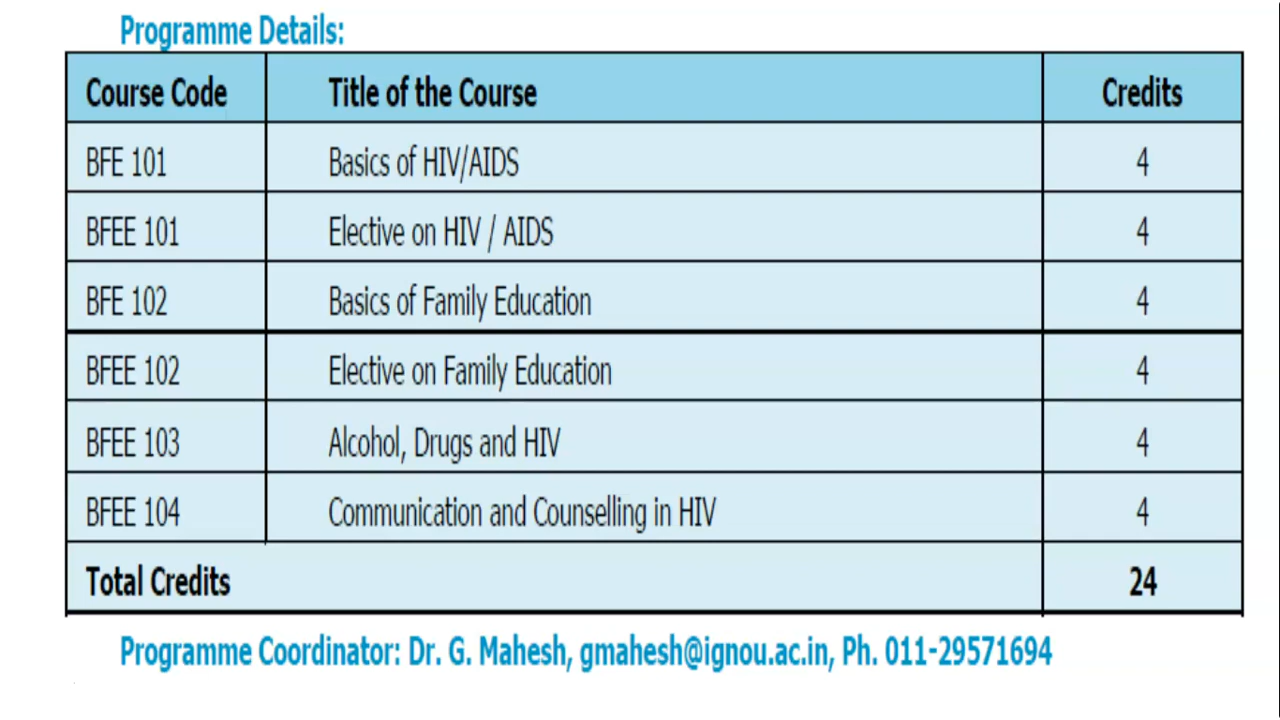 Programme Details:
Course Code Title of the Course Credits
BFE 101 Basics of HIV/AIDS 4
BFEE 101 Elective on HIV / AIDS 4
BFE 102 Basics of Family Education 4
BFEE 102 Elective on Family Education 4
BFEE 103 Alcohol, Drugs and HIV 4
BFEE 104 Communication and Counselling in HIV 4
Total Credits 24
Programme Coordinator: Dr. G. Mahesh, gmahesh@ignou.ac.in, Ph. 011-29571694